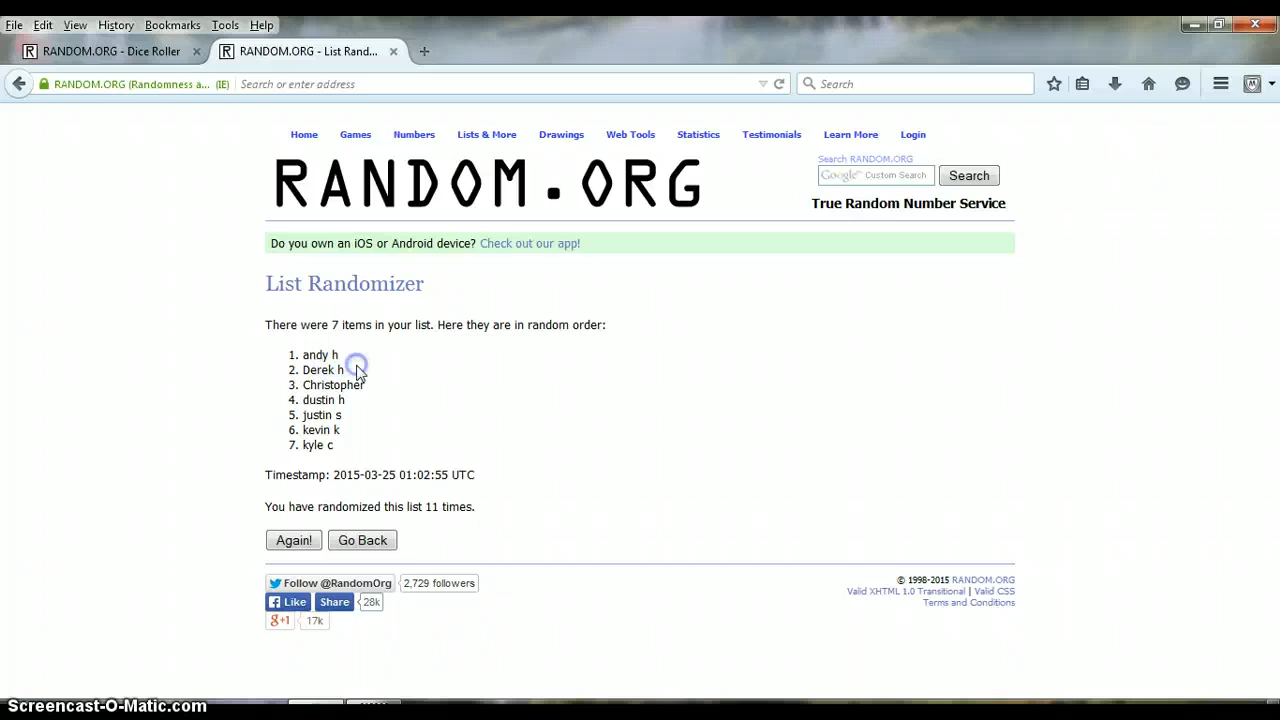 File Edit View History Bookmarks Tools Help
R RANDOM.ORG - Dice Roller
R RANDOM.ORG - List Rand...
RANDOM.ORG (Randomness a... (IE) Search or enter address
Search
Home Games Numbers Lists & More Drawings Web Tools Statistics Testimonials Learn More Login
RANDOM.ORG
Search RANDOM.ORG
Google Custom Search Search
True Random Number Service
Do you own an iOS or Android device? Check out our app!
List Randomizer
There were 7 items in your list. Here they are in random order:
1. andy h
2. Derek h
3. Christopher
4. dustin h
5. justin s
6. kevin k
7. kyle c
Timestamp: 2015-03-25 01:02:55 UTC
You have randomized this list 11 times.
Again! Go Back
Follow @RandomOrg 2,729 followers
Like Share 28k
g+1 17k
© 1998-2015 RANDOM.ORG
Valid XHTML 1.0 Transitional | Valid CSS
Terms and Conditions
Screencast-O-Matic.com